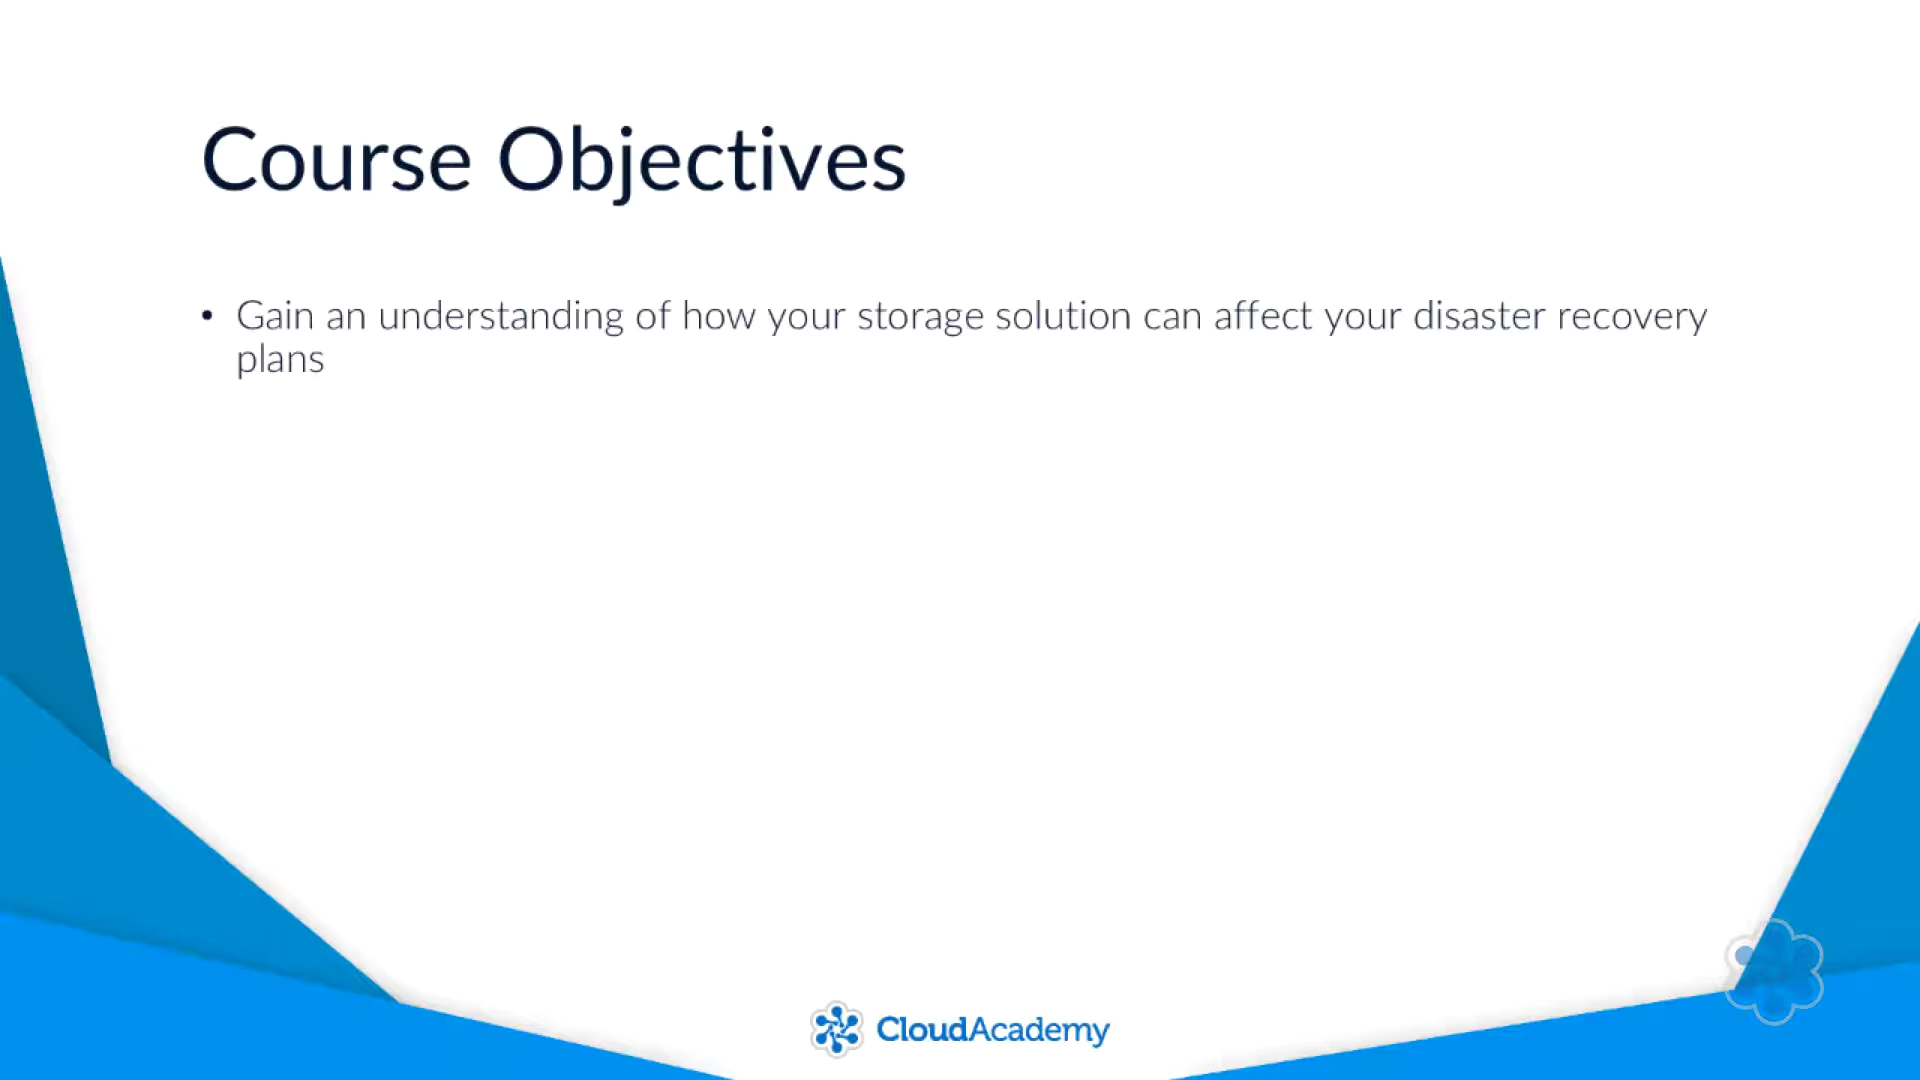 Course Objectives
• Gain an understanding of how your storage solution can affect your disaster recovery
plans
CloudAcademy